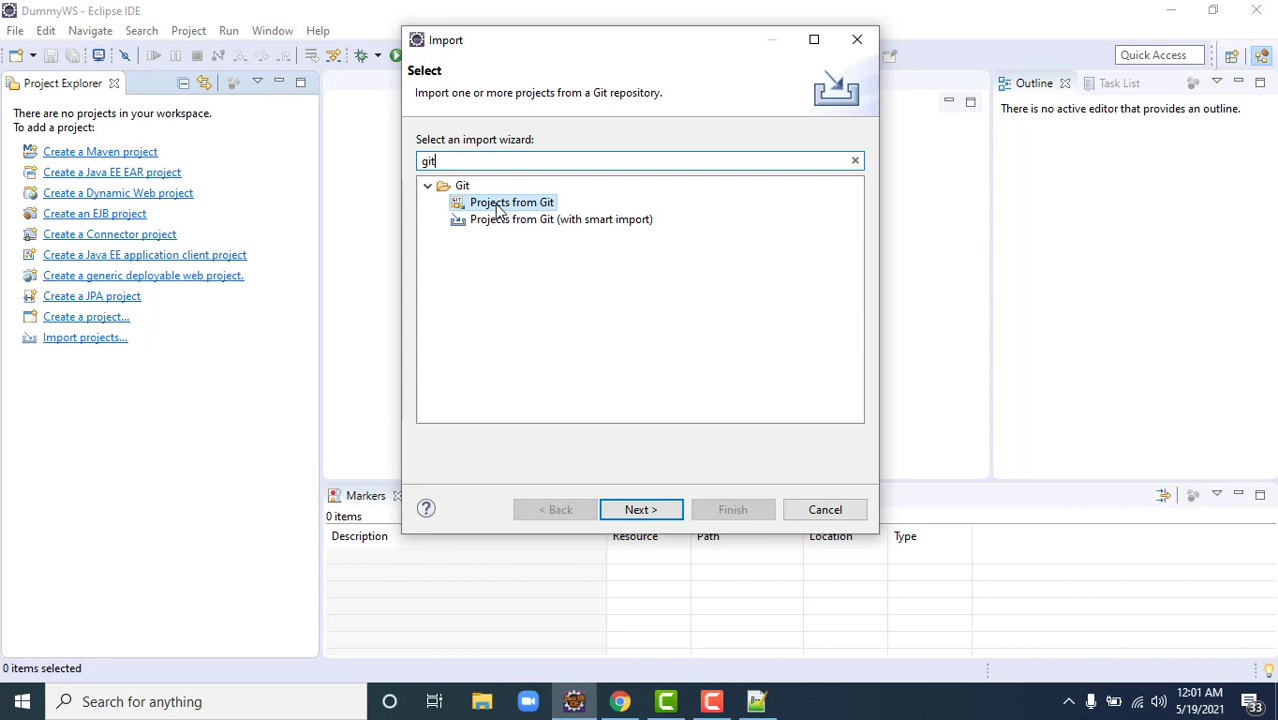 DummyWS - Eclipse IDE
File Edit Navigate Search Project Run Window Help
Quick Access
Project Explorer
There are no projects in your workspace.
To add a project:
Create a Maven project
Create a Java EE EAR project
Create a Dynamic Web project
Create an EJB project
Create a Connector project
Create a Java EE application client project
Create a generic deployable web project.
Create a JPA project
Create a project...
Import projects...
Import
Select
Import one or more projects from a Git repository.
Select an import wizard:
git
Git
GIT
Projects from Git
Projects from Git (with smart import)
< Back
Next >
Finish
Cancel
Outline
Task List
There is no active editor that provides an outline.
Markers
0 items
Description Resource Path Location Type
0 items selected
Search for anything
12:01 AM
5/19/2021
33